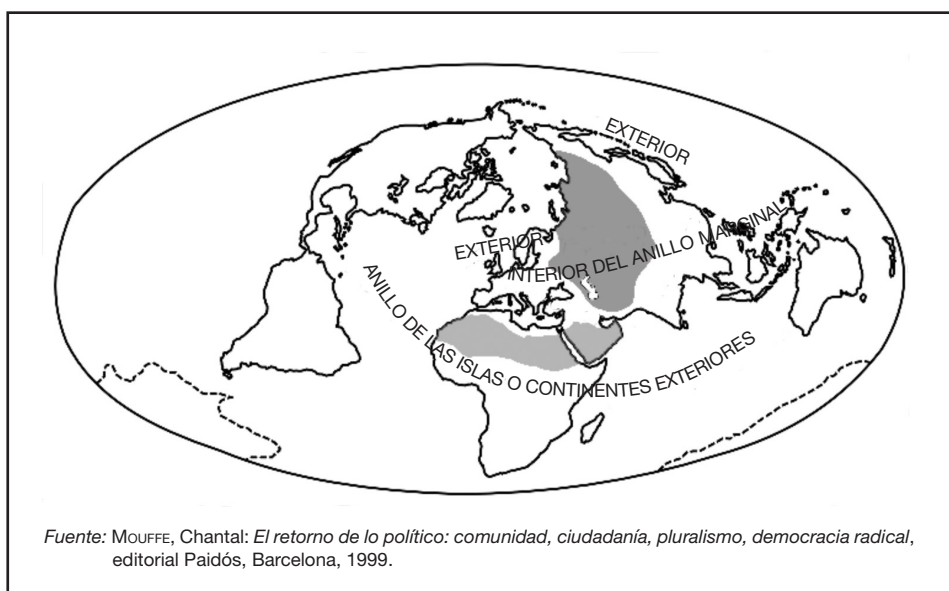 EXTERIOR
EXTERIOR
INTERIOR DEL ANILLO MARGINAL
ANILLO DE LAS ISLAS O CONTINENTES EXTERIORES
Fuente: MOUFFE, Chantal: El retorno de lo político: comunidad, ciudadanía, pluralismo, democracia radical,
editorial Paidós, Barcelona, 1999.